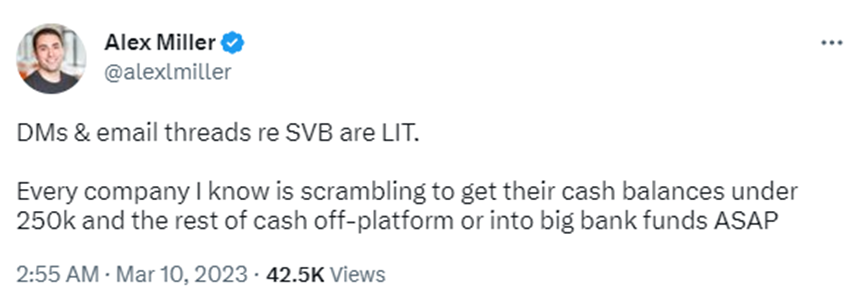 Alex Miller
@alexlmiller
DMs & email threads re SVB are LIT.
Every company I know is scrambling to get their cash balances under
250k and the rest of cash off-platform or into big bank funds ASAP
2:55 AM · Mar 10, 2023 · 42.5K Views